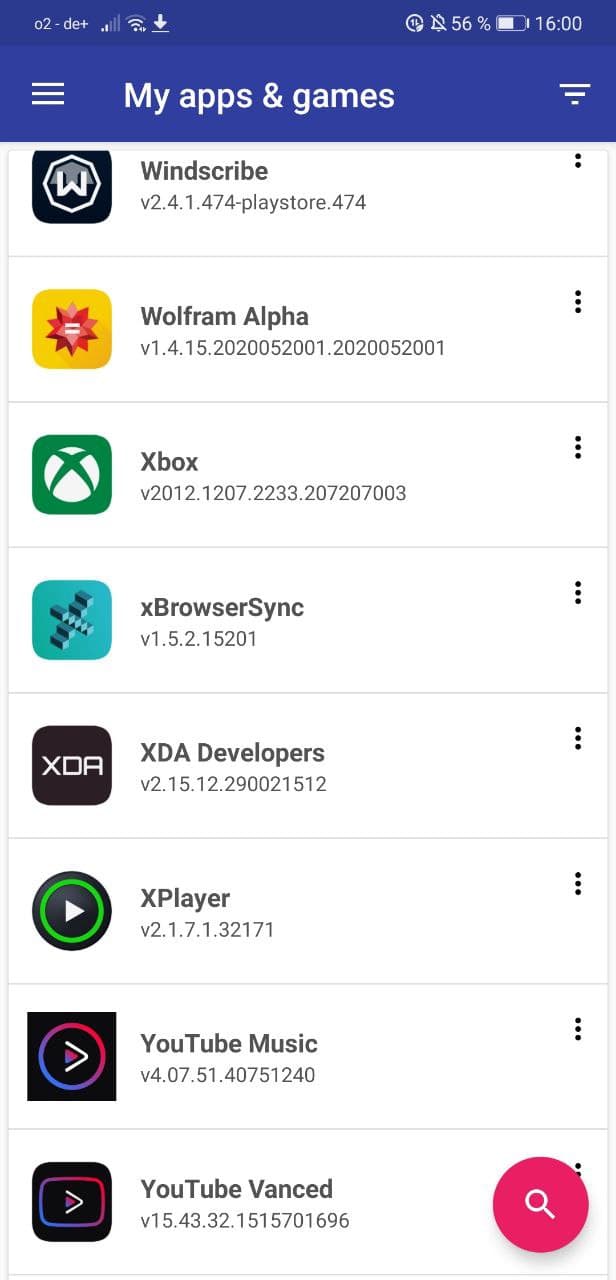 o2 - de+ 56 % 16:00
My apps & games
Windscribe
v2.4.1.474-playstore.474
Wolfram Alpha
v1.4.15.2020052001.2020052001
Xbox
v2012.1207.2233.207207003
xBrowserSync
v1.5.2.15201
XDA
XDA Developers
v2.15.12.290021512
XPlayer
v2.1.7.1.32171
YouTube Music
v4.07.51.40751240
YouTube Vanced
v15.43.32.1515701696